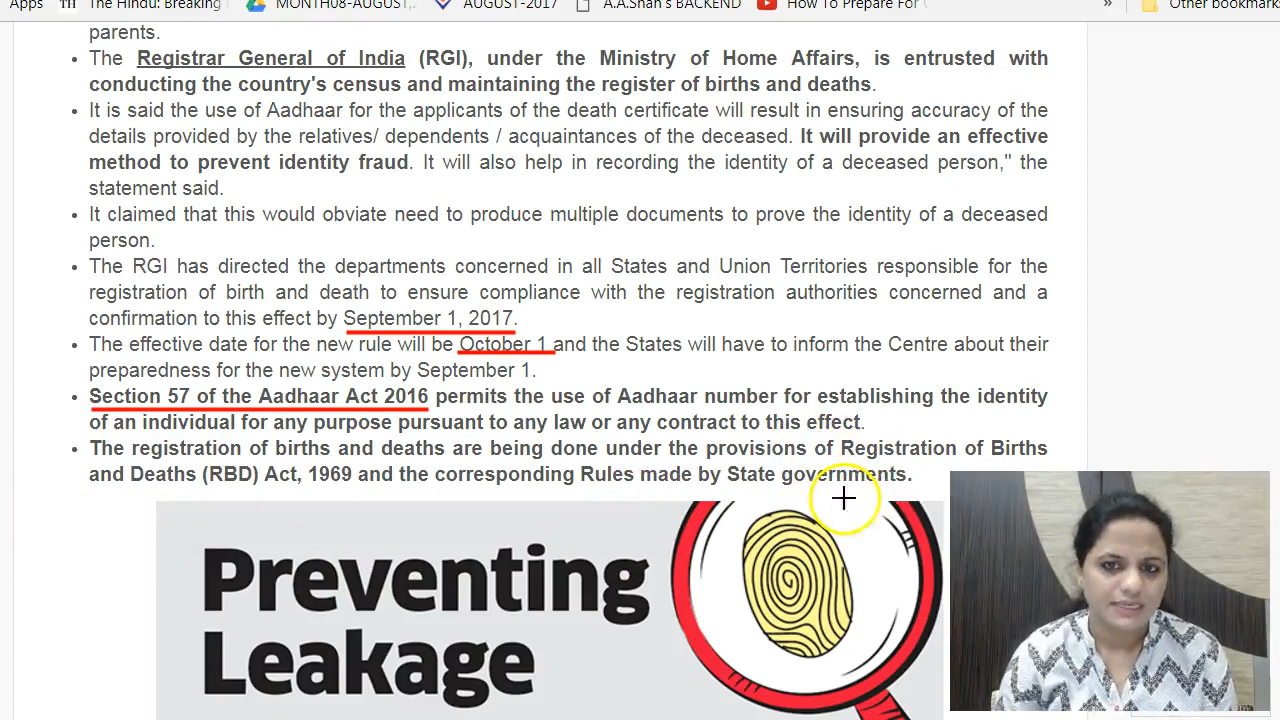 Apps TH The Hindu: Breaking MONTH08-AUGUST, AUGUST-2017 A.A.Shah's BACKEND How To Prepare For » Other bookmark
parents.
• The Registrar General of India (RGI), under the Ministry of Home Affairs, is entrusted with
conducting the country's census and maintaining the register of births and deaths.
• It is said the use of Aadhaar for the applicants of the death certificate will result in ensuring accuracy of the
details provided by the relatives/ dependents / acquaintances of the deceased. It will provide an effective
method to prevent identity fraud. It will also help in recording the identity of a deceased person," the
statement said.
• It claimed that this would obviate need to produce multiple documents to prove the identity of a deceased
person.
• The RGI has directed the departments concerned in all States and Union Territories responsible for the
registration of birth and death to ensure compliance with the registration authorities concerned and a
confirmation to this effect by September 1, 2017.
• The effective date for the new rule will be October 1 and the States will have to inform the Centre about their
preparedness for the new system by September 1.
• Section 57 of the Aadhaar Act 2016 permits the use of Aadhaar number for establishing the identity
of an individual for any purpose pursuant to any law or any contract to this effect.
• The registration of births and deaths are being done under the provisions of Registration of Births
and Deaths (RBD) Act, 1969 and the corresponding Rules made by State governments.
Preventing
Leakage